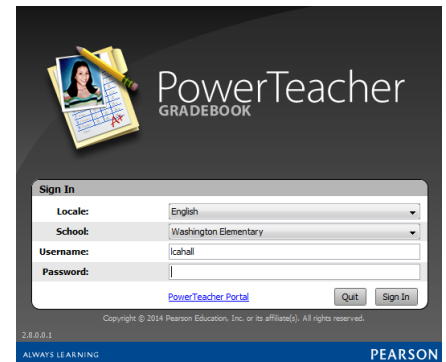 PowerTeacher
GRADEBOOK
A+
Sign In
Locale: English
School: Washington Elementary
Username: lcahall
Password:
PowerTeacher Portal Quit Sign In
Copyright © 2014 Pearson Education, Inc. or its affiliate(s). All rights reserved.
2.8.0.0.1
ALWAYS LEARNING PEARSON